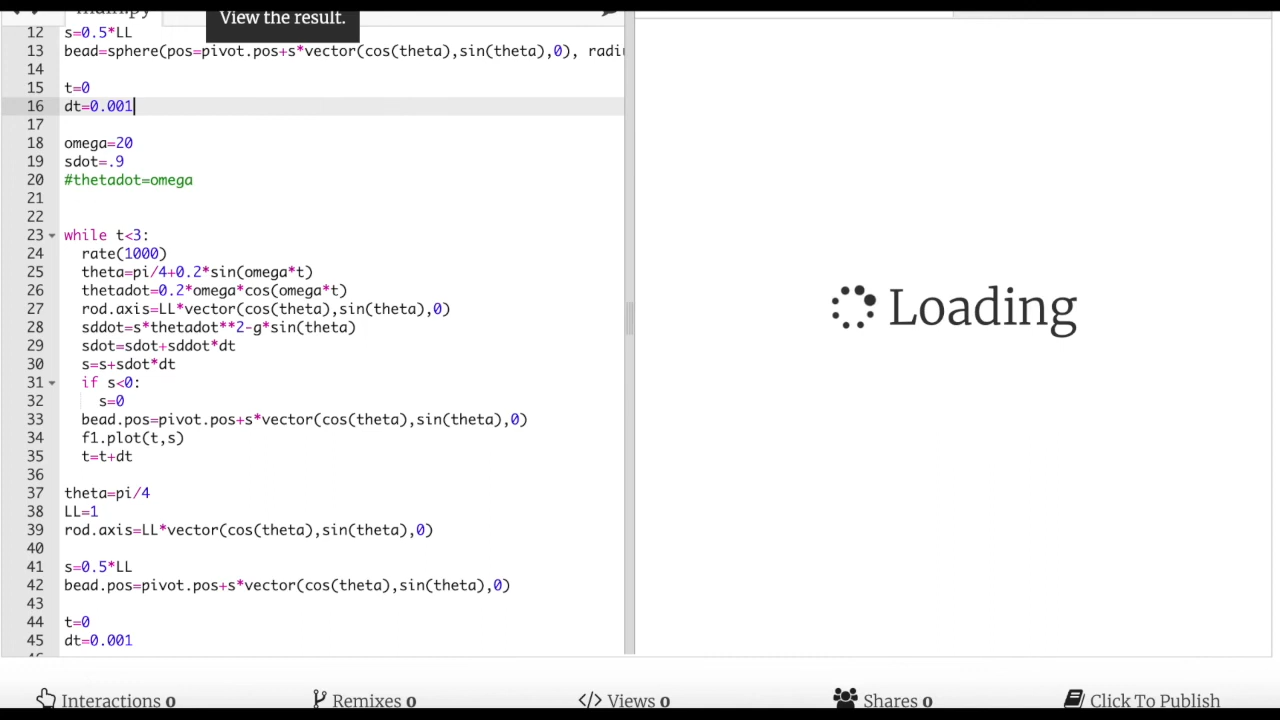 main.py
View the result.
12 s=0.5*LL
13 bead=sphere(pos=pivot.pos+s*vector(cos(theta),sin(theta),0), radiu
14
15 t=0
16 dt=0.001
17
18 omega=20
19 sdot=.9
20 #thetadot=omega
21
22
23 while t<3:
24 rate(1000)
25 theta=pi/4+0.2*sin(omega*t)
26 thetadot=0.2*omega*cos(omega*t)
27 rod.axis=LL*vector(cos(theta),sin(theta),0)
28 sddot=s*thetadot**2-g*sin(theta)
29 sdot=sdot+sddot*dt
30 s=s+sdot*dt
31 if s<0:
32 s=0
33 bead.pos=pivot.pos+s*vector(cos(theta),sin(theta),0)
34 f1.plot(t,s)
35 t=t+dt
36
37 theta=pi/4
38 LL=1
39 rod.axis=LL*vector(cos(theta),sin(theta),0)
40
41 s=0.5*LL
42 bead.pos=pivot.pos+s*vector(cos(theta),sin(theta),0)
43
44 t=0
45 dt=0.001
Loading
Interactions 0 Remixes 0 </> Views 0 Shares 0 Click To Publish